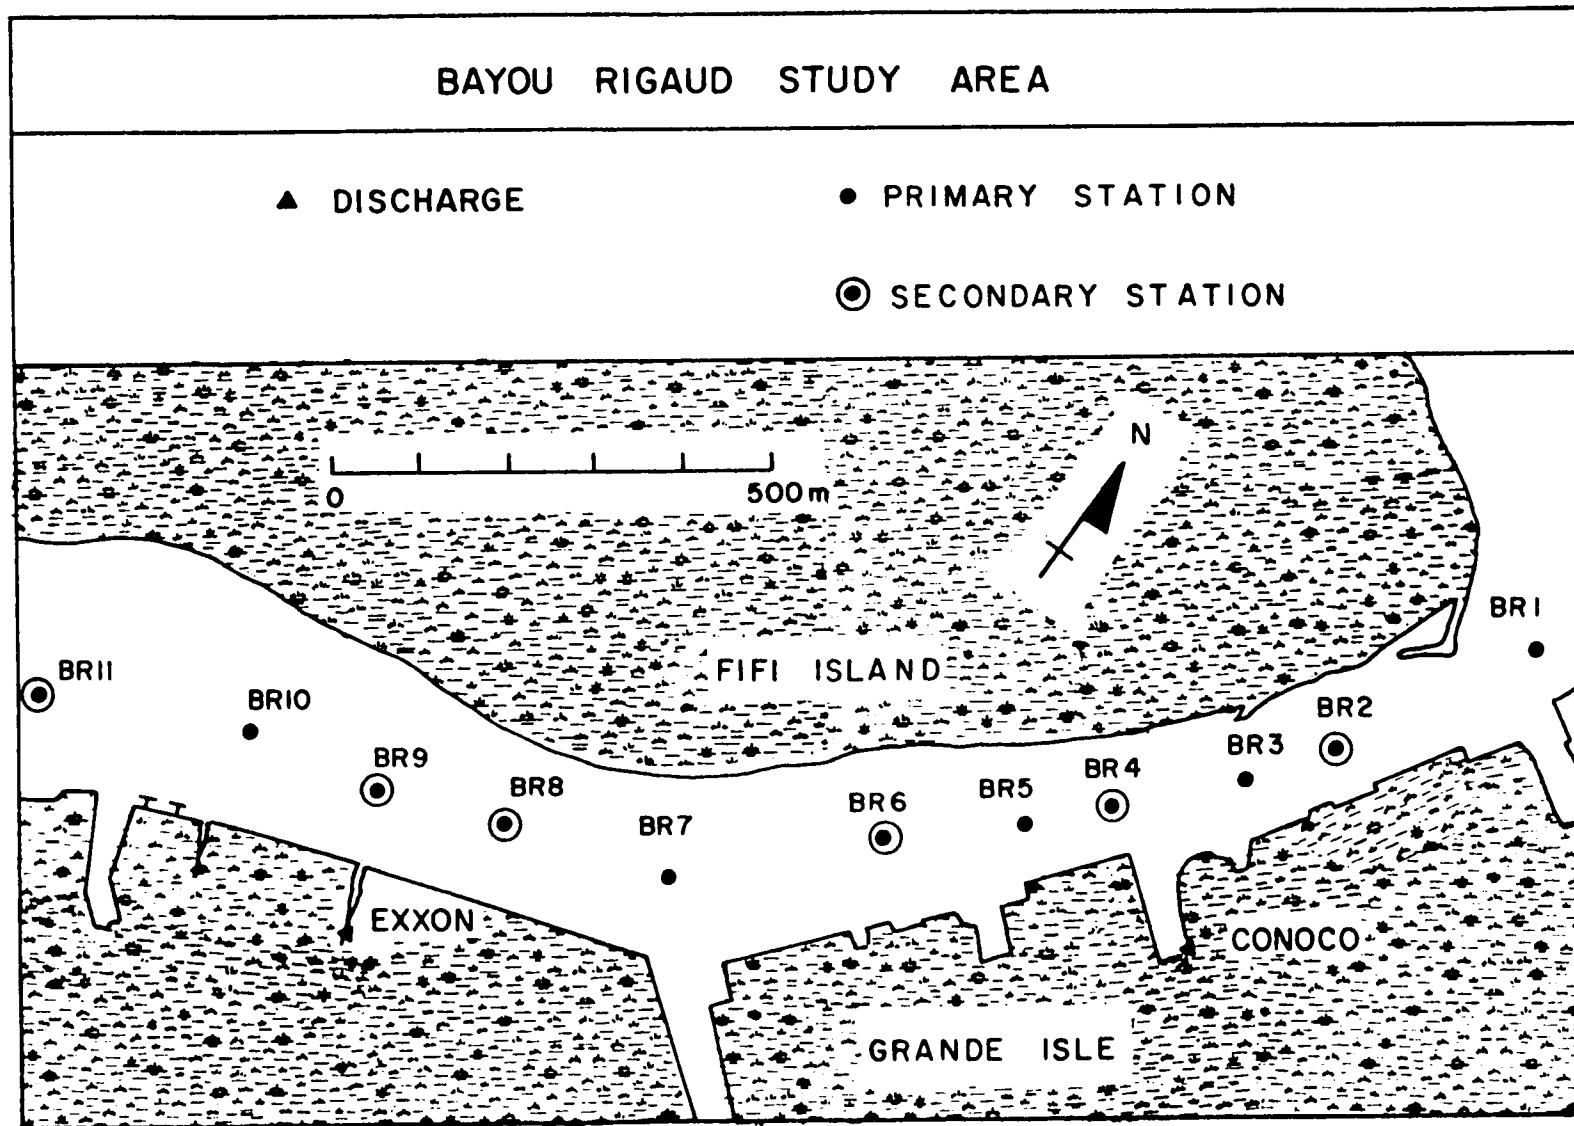 BAYOU RIGAUD STUDY AREA
DISCHARGE
PRIMARY STATION
SECONDARY STATION
N
0
500m
BR1
FIFI ISLAND
BR11
BR10
BR2
BR3
BR9
BR8
BR4
BR5
BR6
BR7
EXXON
CONOCO
GRANDE ISLE